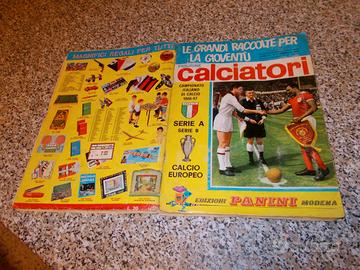 MAGNIFICI REGALI PER TUTTI
L. 20
LE GRANDI RACCOLTE PER
LA GIOVENTÙ
calciatori
CAMPIONATO
ITALIANO
DI CALCIO
1966-67
SERIE A
SERIE B
CALCIO
EUROPEO
EDIZIONI PANINI MODENA